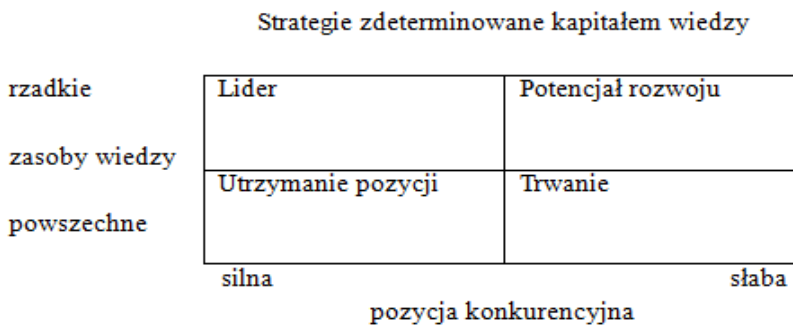 Strategie zdeterminowane kapitałem wiedzy
rzadkie
Lider
Potencjał rozwoju
zasoby wiedzy
Utrzymanie pozycji
Trwanie
powszechne
silna
słaba
pozycja konkurencyjna